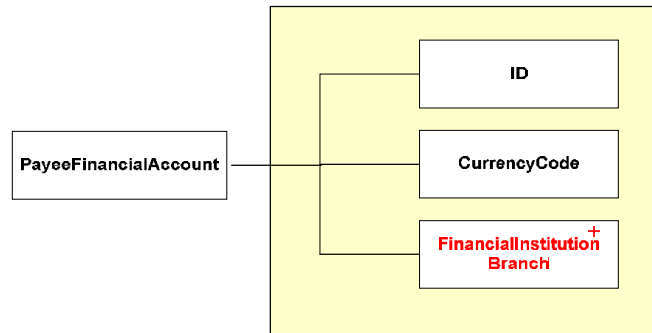 ID
PayeeFinancialAccount
CurrencyCode
+
FinancialInstitution
Branch